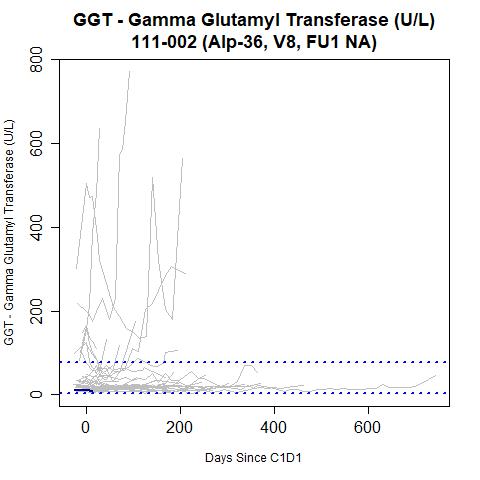 GGT - Gamma Glutamyl Transferase (U/L)
111-002 (Alp-36, V8, FU1 NA)
GGT - Gamma Glutamyl Transferase (U/L)
800
600
400
200
0
0 200 400 600
Days Since C1D1